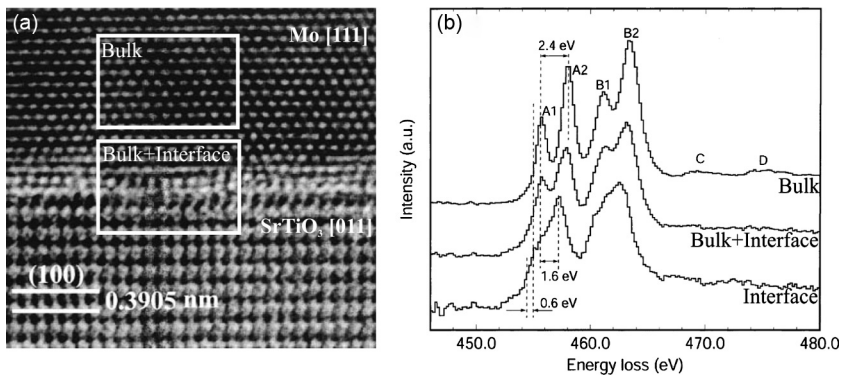 (a)
Mo [111]
Bulk
Bulk+Interface
SrTiO3 [011]
(100)
0.3905 nm
(b)
B2
2.4 eV
A2
B1
A1
C
D
Bulk
Bulk+Interface
1.6 eV
Interface
0.6 eV
Intensity (a.u.)
450.0 460.0 470.0 480.0
Energy loss (eV)